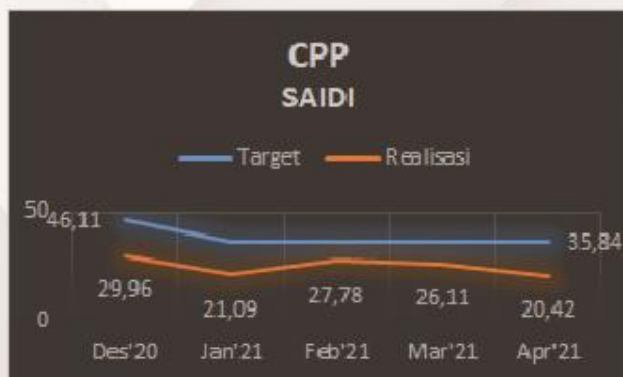 CPP
SAIDI
Target Realisasi
50
46,11
35,84
29,96 21,09 27,78 26,11 20,42
0
Des'20 Jan'21 Feb'21 Mar'21 Apr'21